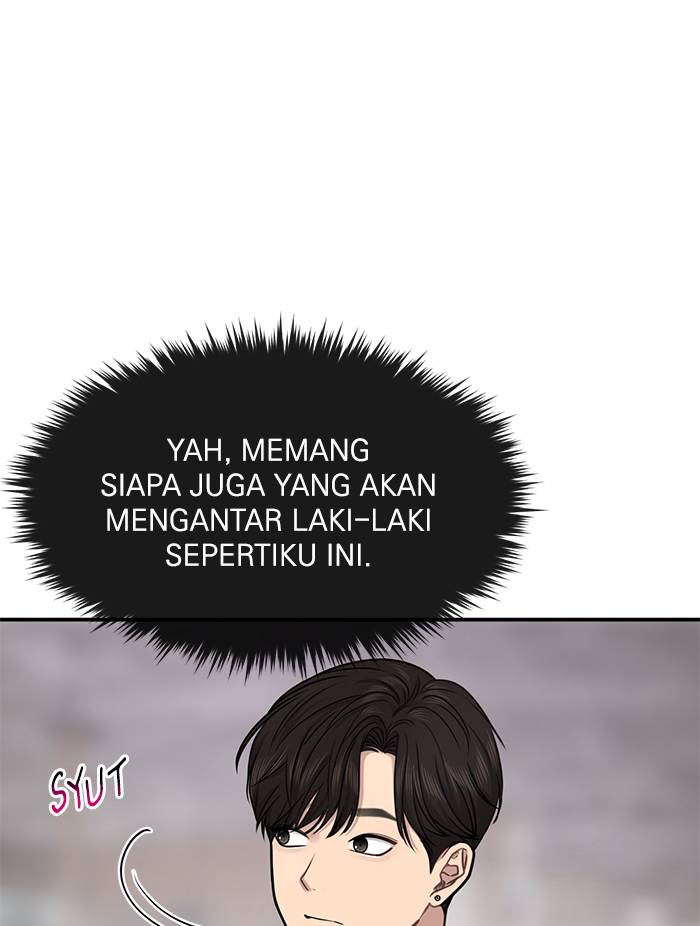 YAH, MEMANG
SIAPA JUGA YANG AKAN
MENGANTAR LAKI-LAKI
SEPERTIKU INI.
SYUT